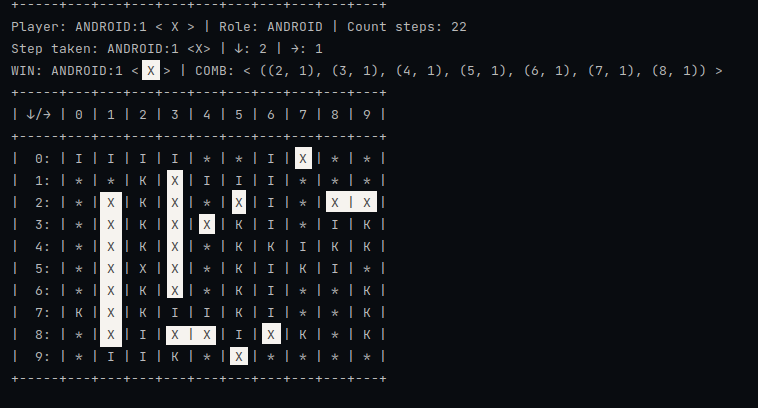 +-----+---+---+---+---+---+---+---+---+---+---+
Player: ANDROID:1 < X > | Role: ANDROID | Count steps: 22
Step taken: ANDROID:1 <X> | ↓: 2 | →: 1
WIN: ANDROID:1 < X > | COMB: < ((2, 1), (3, 1), (4, 1), (5, 1), (6, 1), (7, 1), (8, 1)) >
+-----+---+---+---+---+---+---+---+---+---+---+
| ↓/→ | 0 | 1 | 2 | 3 | 4 | 5 | 6 | 7 | 8 | 9 |
+-----+---+---+---+---+---+---+---+---+---+---+
|  0: | I | I | I | I | * | * | I | X | * | * |
|  1: | * | * | K | X | I | I | I | * | * | * |
|  2: | * | X | K | X | * | X | I | * | X | X |
|  3: | * | X | K | X | X | K | I | * | I | K |
|  4: | * | X | K | X | * | K | K | I | K | K |
|  5: | * | X | X | X | * | K | I | K | I | * |
|  6: | * | X | K | X | * | K | I | * | * | K |
|  7: | K | X | K | I | I | K | I | * | * | K |
|  8: | * | X | I | X | X | I | X | K | * | K |
|  9: | * | I | I | K | * | X | * | * | * | * |
+-----+---+---+---+---+---+---+---+---+---+---+